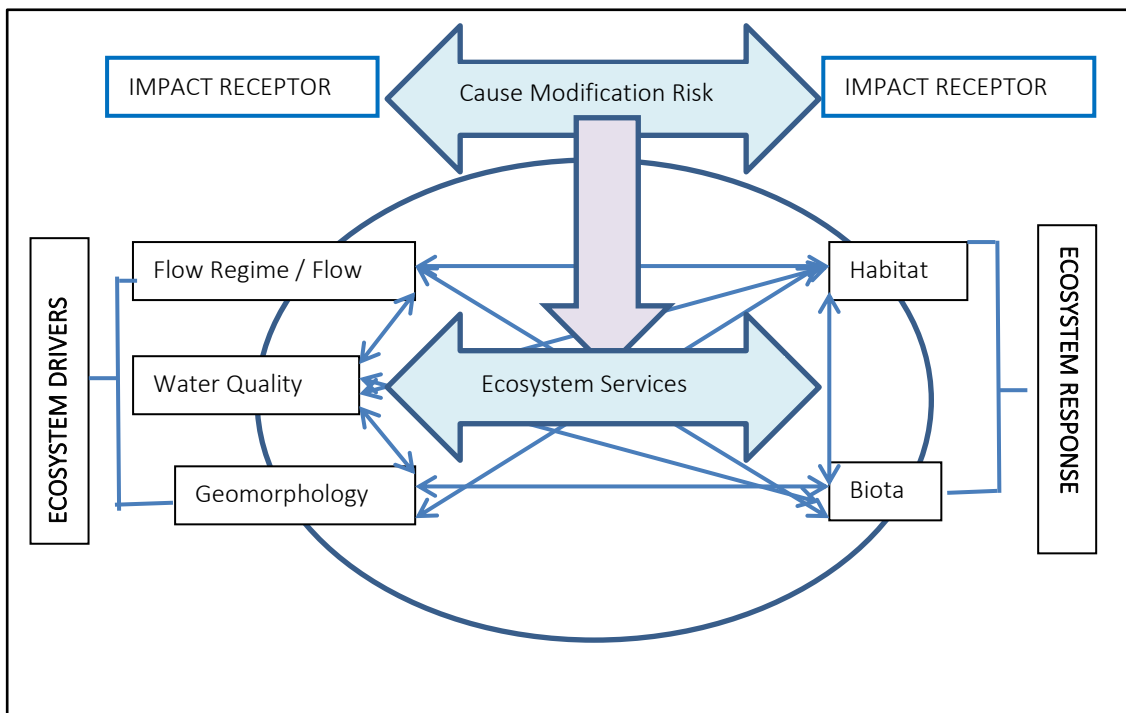 IMPACT RECEPTOR
Cause Modification Risk
IMPACT RECEPTOR
ECOSYSTEM DRIVERS
Flow Regime / Flow
Water Quality
Geomorphology
Ecosystem Services
Habitat
Biota
ECOSYSTEM RESPONSE